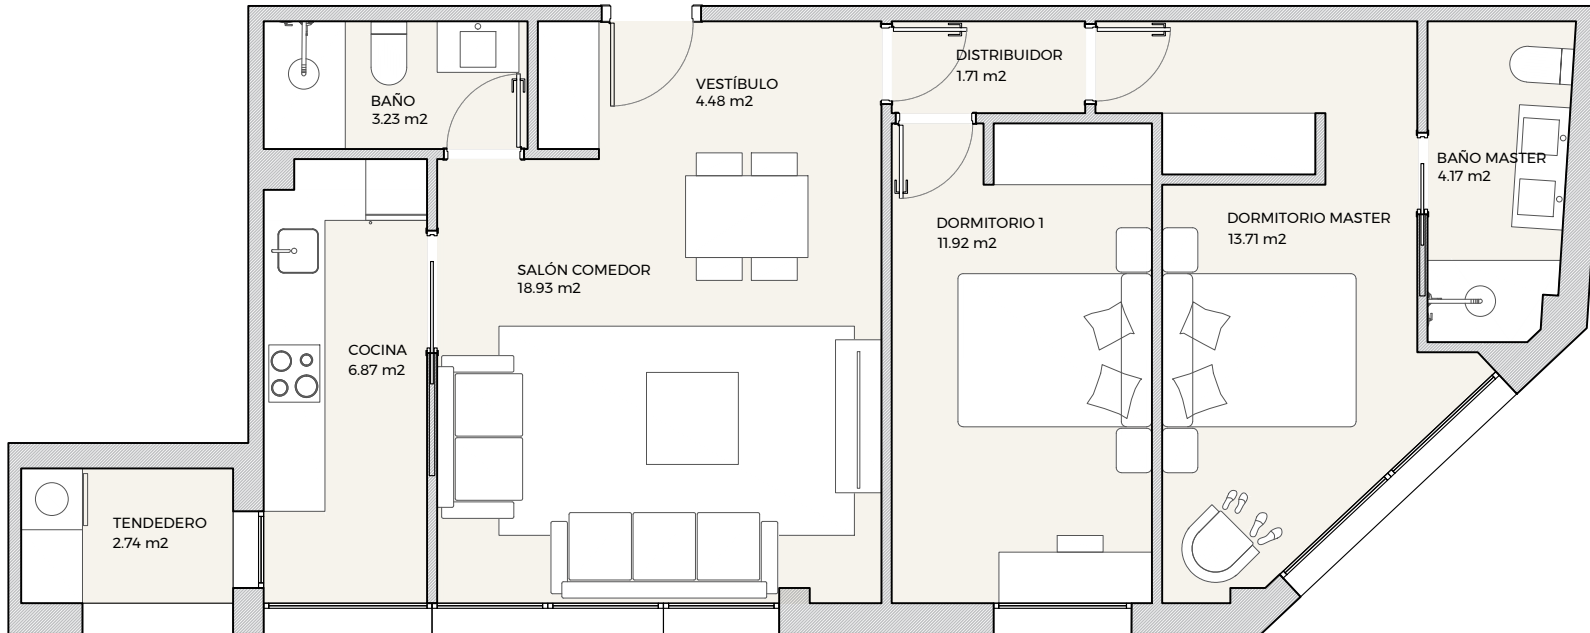 BAÑO
3.23 m2
VESTÍBULO
4.48 m2
DISTRIBUIDOR
1.71 m2
BAÑO MASTER
4.17 m2
DORMITORIO 1
11.92 m2
DORMITORIO MASTER
13.71 m2
SALÓN COMEDOR
18.93 m2
COCINA
6.87 m2
TENDEDERO
2.74 m2